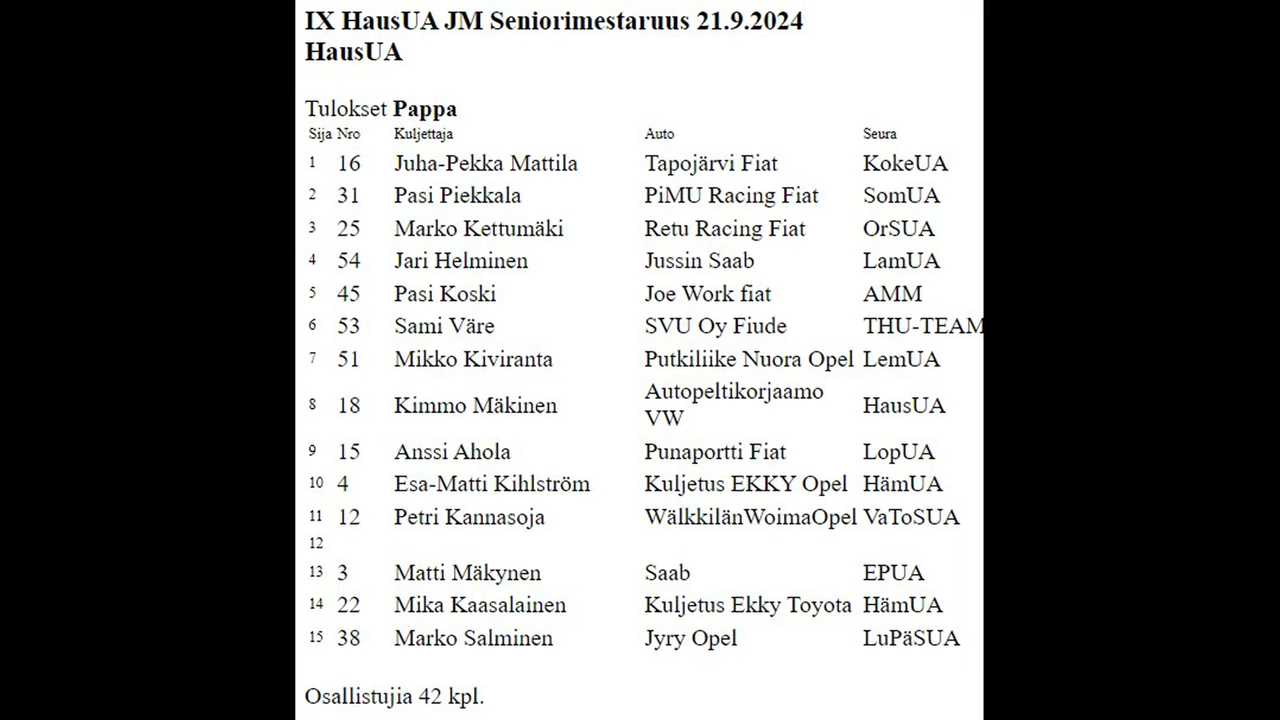 IX HausUA JM Seniorimestaruus 21.9.2024
HausUA
Tulokset Pappa
Sija Nro Kuljettaja Auto Seura
1 16 Juha-Pekka Mattila Tapojärvi Fiat KokeUA
2 31 Pasi Piekkala PiMU Racing Fiat SomUA
3 25 Marko Kettumäki Retu Racing Fiat OrSUA
4 54 Jari Helminen Jussin Saab LamUA
5 45 Pasi Koski Joe Work fiat AMM
6 53 Sami Väre SVU Oy Fiude THU-TEAM
7 51 Mikko Kiviranta Putkiliike Nuora Opel LemUA
8 18 Kimmo Mäkinen Autopeltikorjaamo VW HausUA
9 15 Anssi Ahola Punaportti Fiat LopUA
10 4 Esa-Matti Kihlström Kuljetus EKKY Opel HämUA
11 12 Petri Kannasoja WälkkilänWoimaOpel VaToSUA
12
13 3 Matti Mäkynen Saab EPUA
14 22 Mika Kaasalainen Kuljetus Ekky Toyota HämUA
15 38 Marko Salminen Jyry Opel LuPäSUA
Osallistujia 42 kpl.